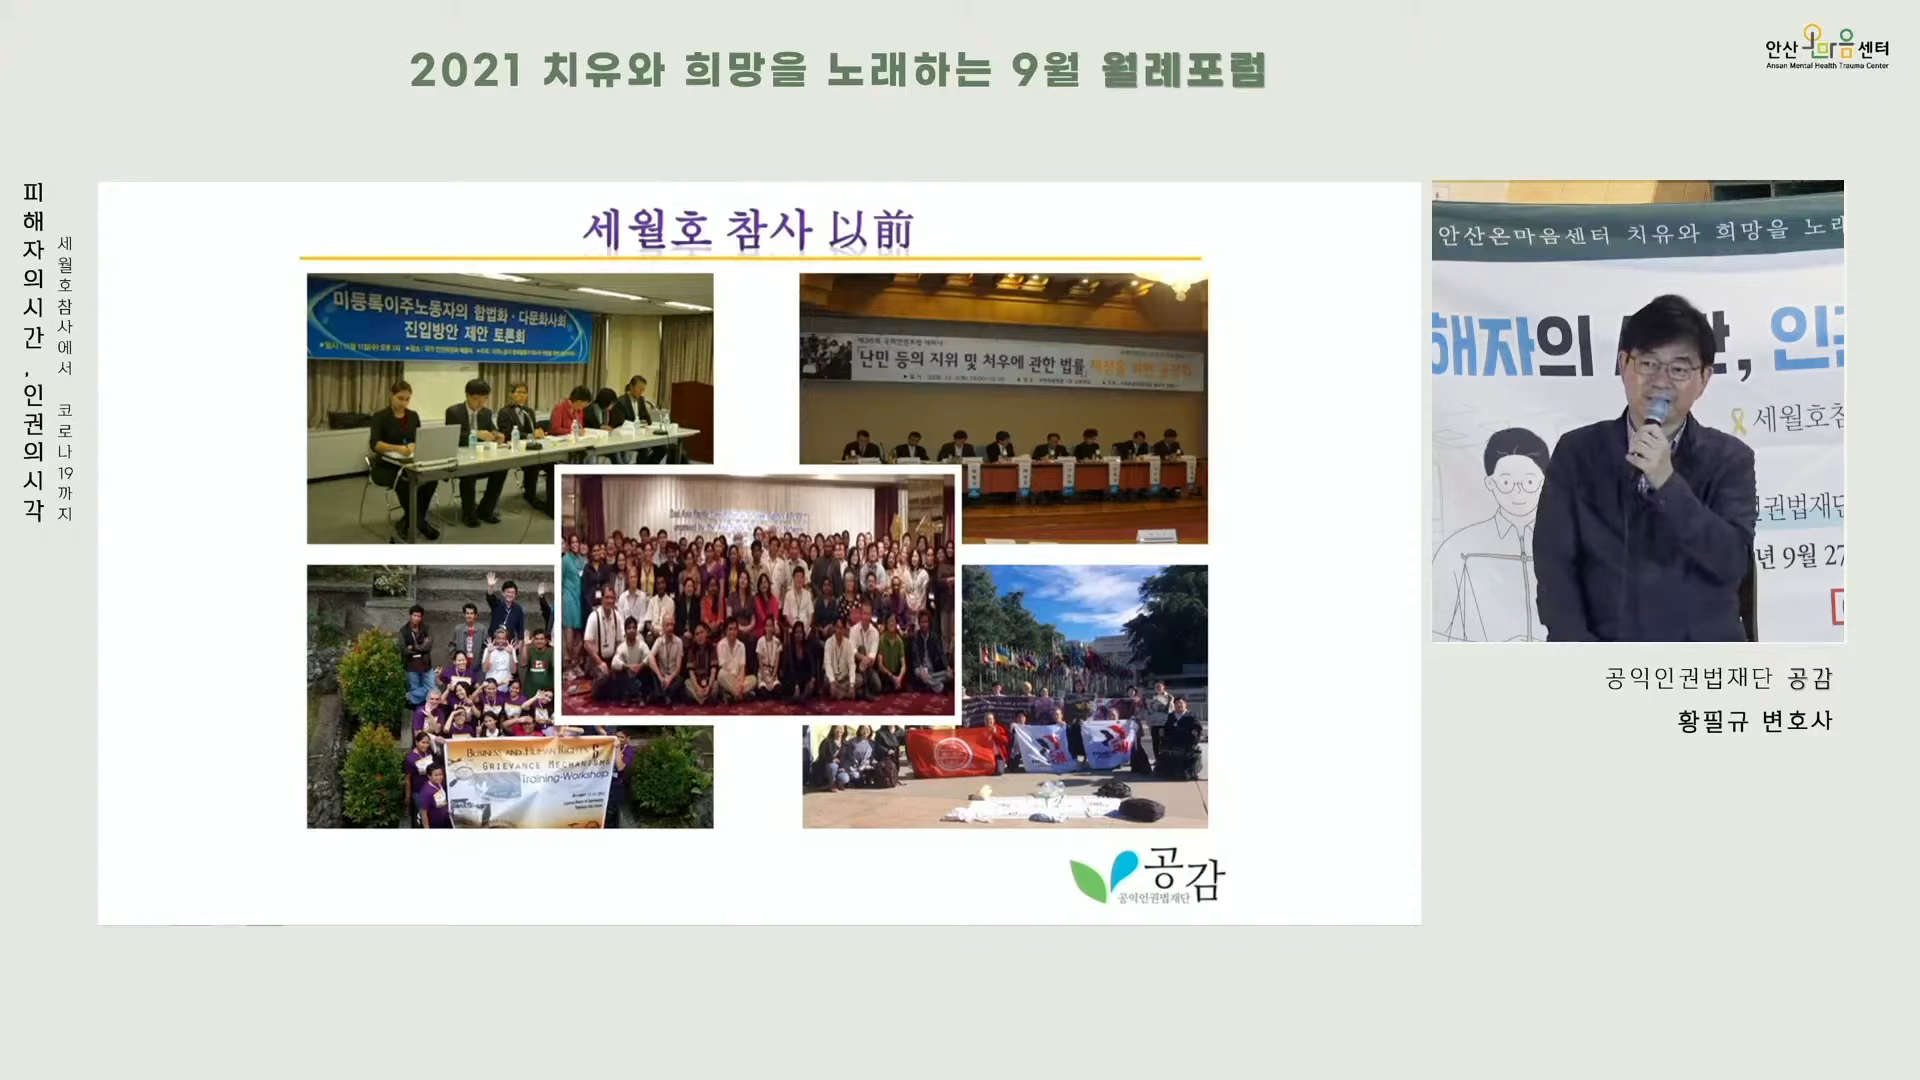 2021 치유와 희망을 노래하는 9월 월례포럼
안산온마음센터
Ansan Mental Health Trauma Center
피해자의 시간, 인권의 시각
세월호참사에서 코로나19까지
세월호 참사 以前
미등록이주노동자의 합법화·다문화사회
진입방안 제안 토론회
「난민 등의 지위 및 처우에 관한 법률」
BUSINESS AND HUMAN RIGHTS
GRIEVANCE MECHANISMS
Training-Workshop
공감
공익인권법재단
안산온마음센터 치유와 희망을 노래
해자의
인
세월호참
인권법재단
년 9월 27
공익인권법재단 공감
황필규 변호사